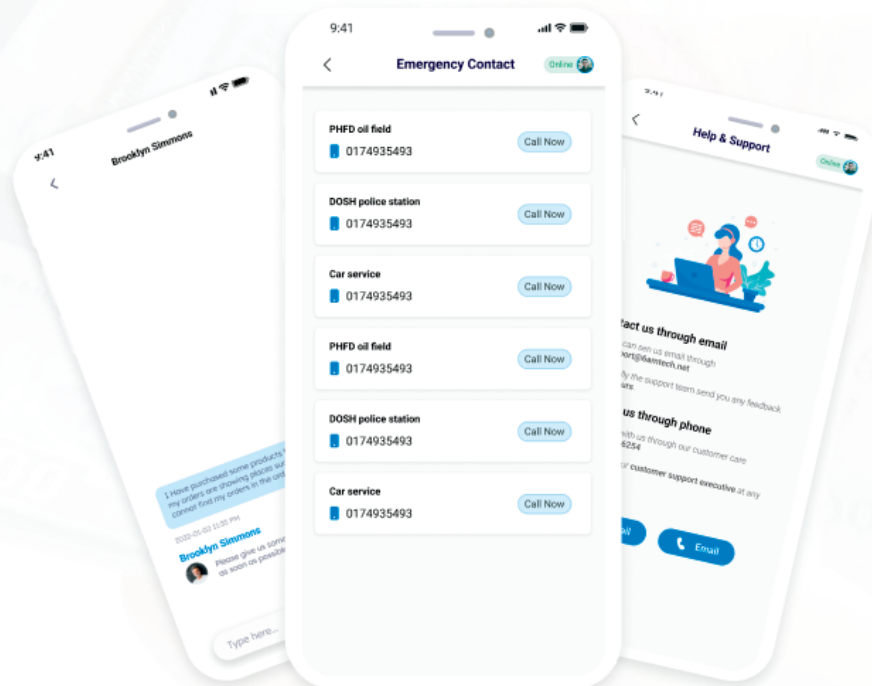 9:41
Brooklyn Simmons
I Have purchased some products
my orders are showing places
cannot find my orders in the
2022-01-02 11:35 PM
Brooklyn Simmons
Please give us
as soon as possible
Type here...
9:41
Emergency Contact
Online
PHFD oil field
0174935493
Call Now
DOSH police station
0174935493
Call Now
Car service
0174935493
Call Now
PHFD oil field
0174935493
Call Now
DOSH police station
0174935493
Call Now
Car service
0174935493
Call Now
9:41
Help & Support
Online
us through email
can sen us email through
@6amtech.net
the support team send you any feedback
us through phone
with us through our customer care
6254
customer support executive at any
Email